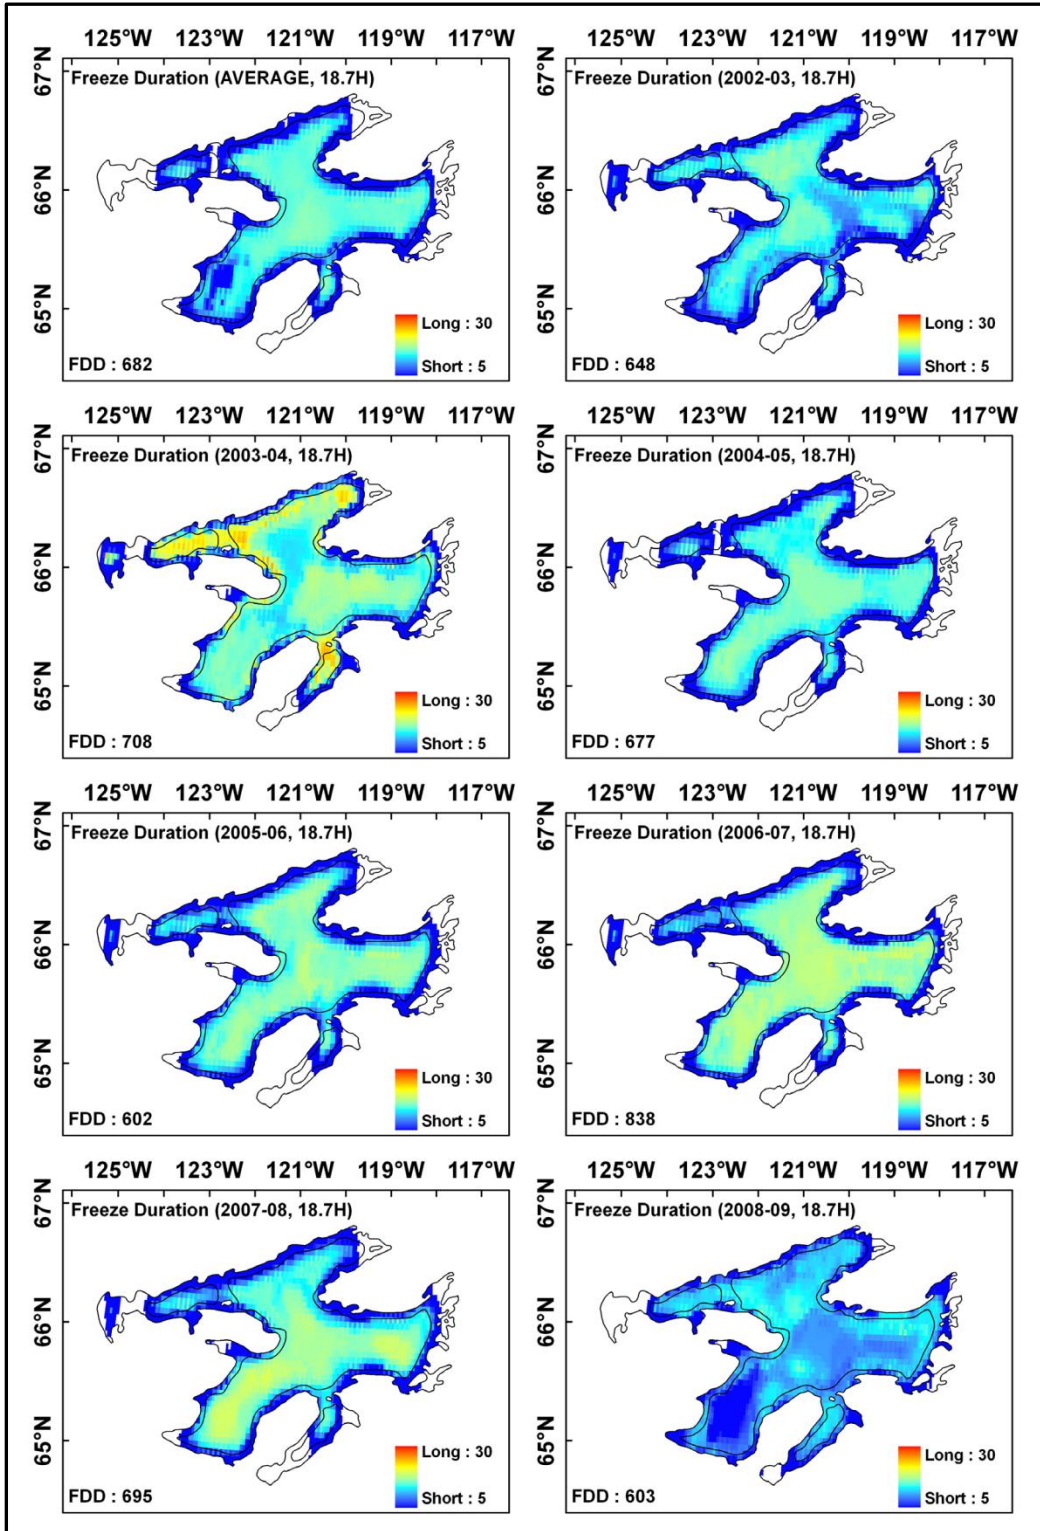 125°W 123°W 121°W 119°W 117°W
125°W 123°W 121°W 119°W 117°W
67°N
Freeze Duration (AVERAGE, 18.7H)
66°N
65°N
Long : 30
Short : 5
FDD : 682
67°N
Freeze Duration (2002-03, 18.7H)
66°N
65°N
Long : 30
Short : 5
FDD : 648
125°W 123°W 121°W 119°W 117°W
125°W 123°W 121°W 119°W 117°W
67°N
Freeze Duration (2003-04, 18.7H)
66°N
65°N
Long : 30
Short : 5
FDD : 708
67°N
Freeze Duration (2004-05, 18.7H)
66°N
65°N
Long : 30
Short : 5
FDD : 677
125°W 123°W 121°W 119°W 117°W
125°W 123°W 121°W 119°W 117°W
67°N
Freeze Duration (2005-06, 18.7H)
66°N
65°N
Long : 30
Short : 5
FDD : 602
67°N
Freeze Duration (2006-07, 18.7H)
66°N
65°N
Long : 30
Short : 5
FDD : 838
125°W 123°W 121°W 119°W 117°W
125°W 123°W 121°W 119°W 117°W
67°N
Freeze Duration (2007-08, 18.7H)
66°N
65°N
Long : 30
Short : 5
FDD : 695
67°N
Freeze Duration (2008-09, 18.7H)
66°N
65°N
Long : 30
Short : 5
FDD : 603